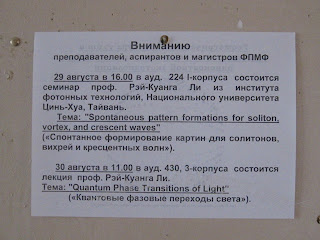 Вниманию
преподавателей, аспирантов и магистров ФПМФ
29 августа в 16.00 в ауд. 224 I-корпуса состоится
семинар проф. Рэй-Куанга Ли из института
фотонных технологий, Национального университета
Цинь-Хуа, Тайвань.
Тема: "Spontaneous pattern formations for soliton,
vortex, and crescent waves"
(«Спонтанное формирование картин для солитонов,
вихрей и кресцентных волн»).
30 августа в 11.00 в ауд. 430, 3-корпуса состоится
лекция проф. Рэй-Куанга Ли.
Тема: "Quantum Phase Transitions of Light"
(«Квантовые фазовые переходы света»).